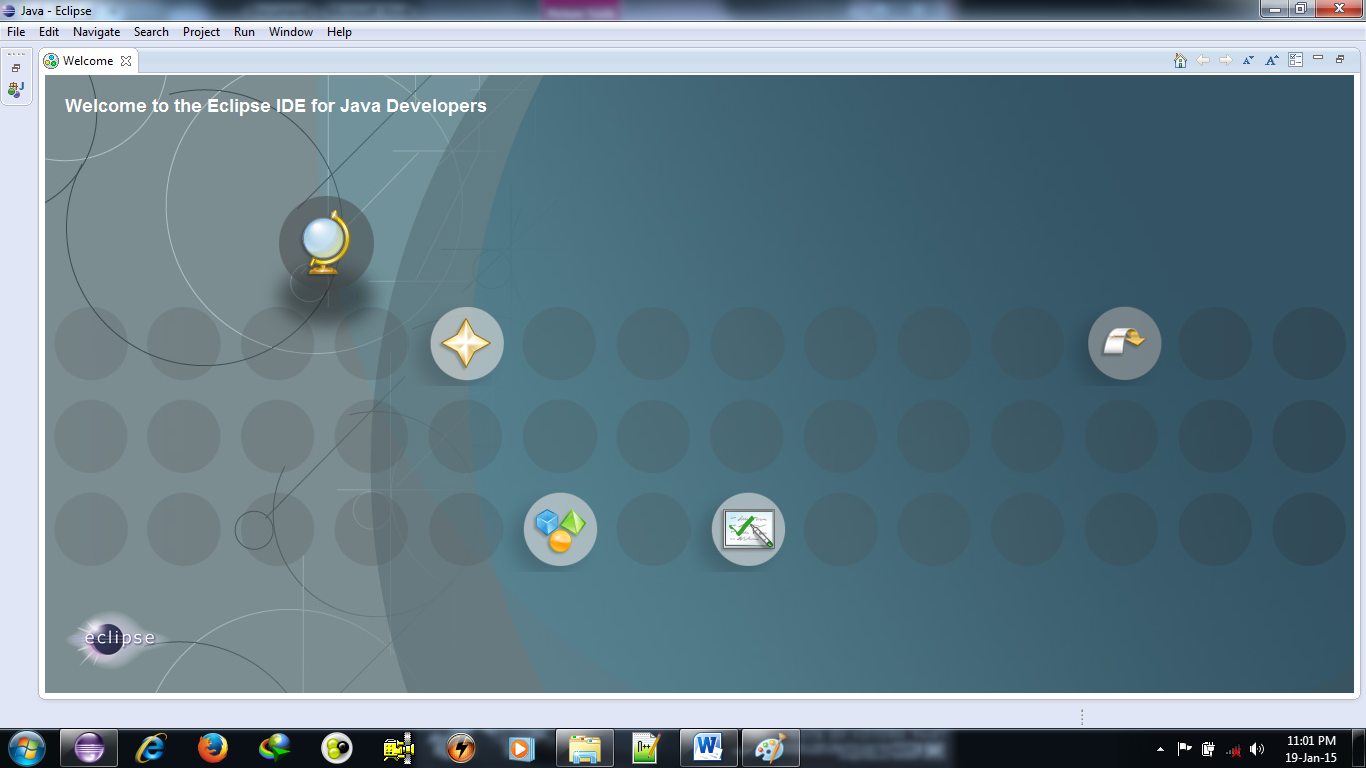 Java - Eclipse
File Edit Navigate Search Project Run Window Help
Welcome
Welcome to the Eclipse IDE for Java Developers
eclipse
11:01 PM
19-Jan-15